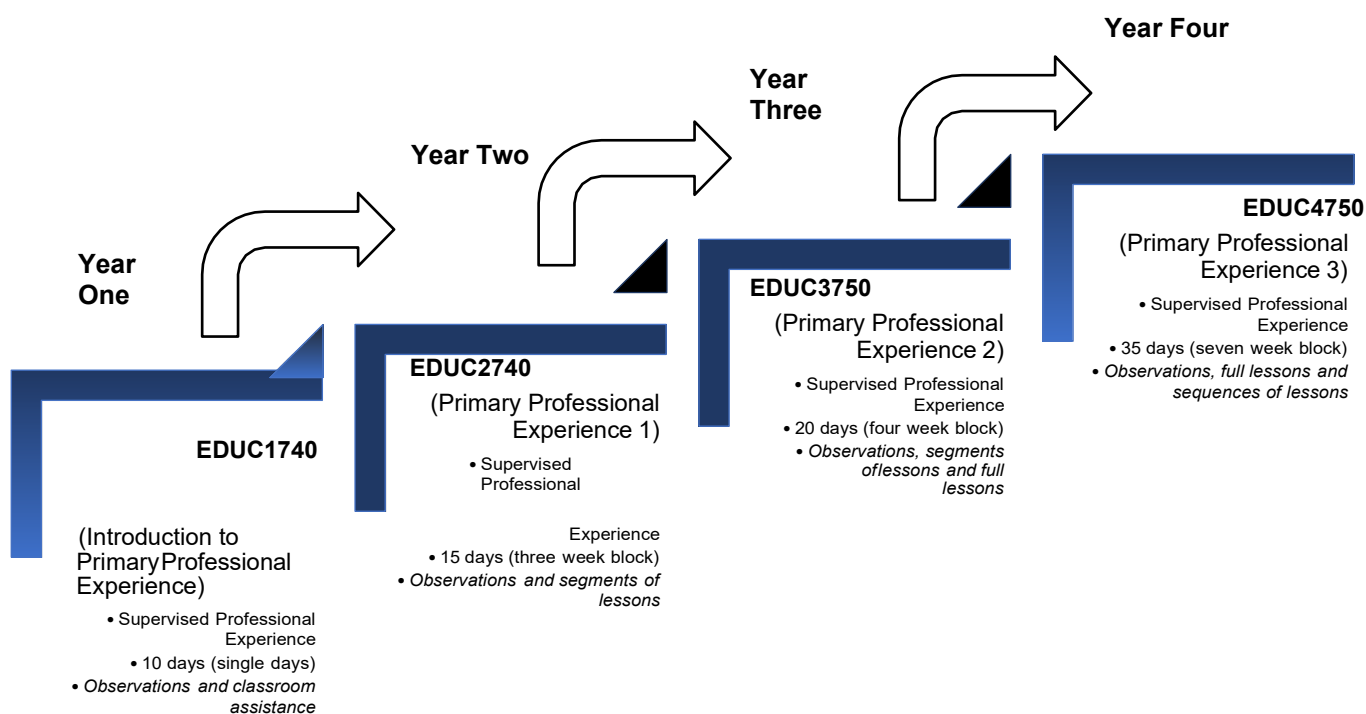 Year
One
EDUC1740
(Introduction to
PrimaryProfessional
Experience)
• Supervised Professional
Experience
• 10 days (single days)
• Observations and classroom
assistance
Year Two
EDUC2740
(Primary Professional
Experience 1)
• Supervised
Professional
Experience
• 15 days (three week block)
• Observations and segments of
lessons
Year
Three
EDUC3750
(Primary Professional
Experience 2)
• Supervised Professional
Experience
• 20 days (four week block)
• Observations, segments
oflessons and full
lessons
Year Four
EDUC4750
(Primary Professional
Experience 3)
• Supervised Professional
Experience
• 35 days (seven week block)
• Observations, full lessons and
sequences of lessons